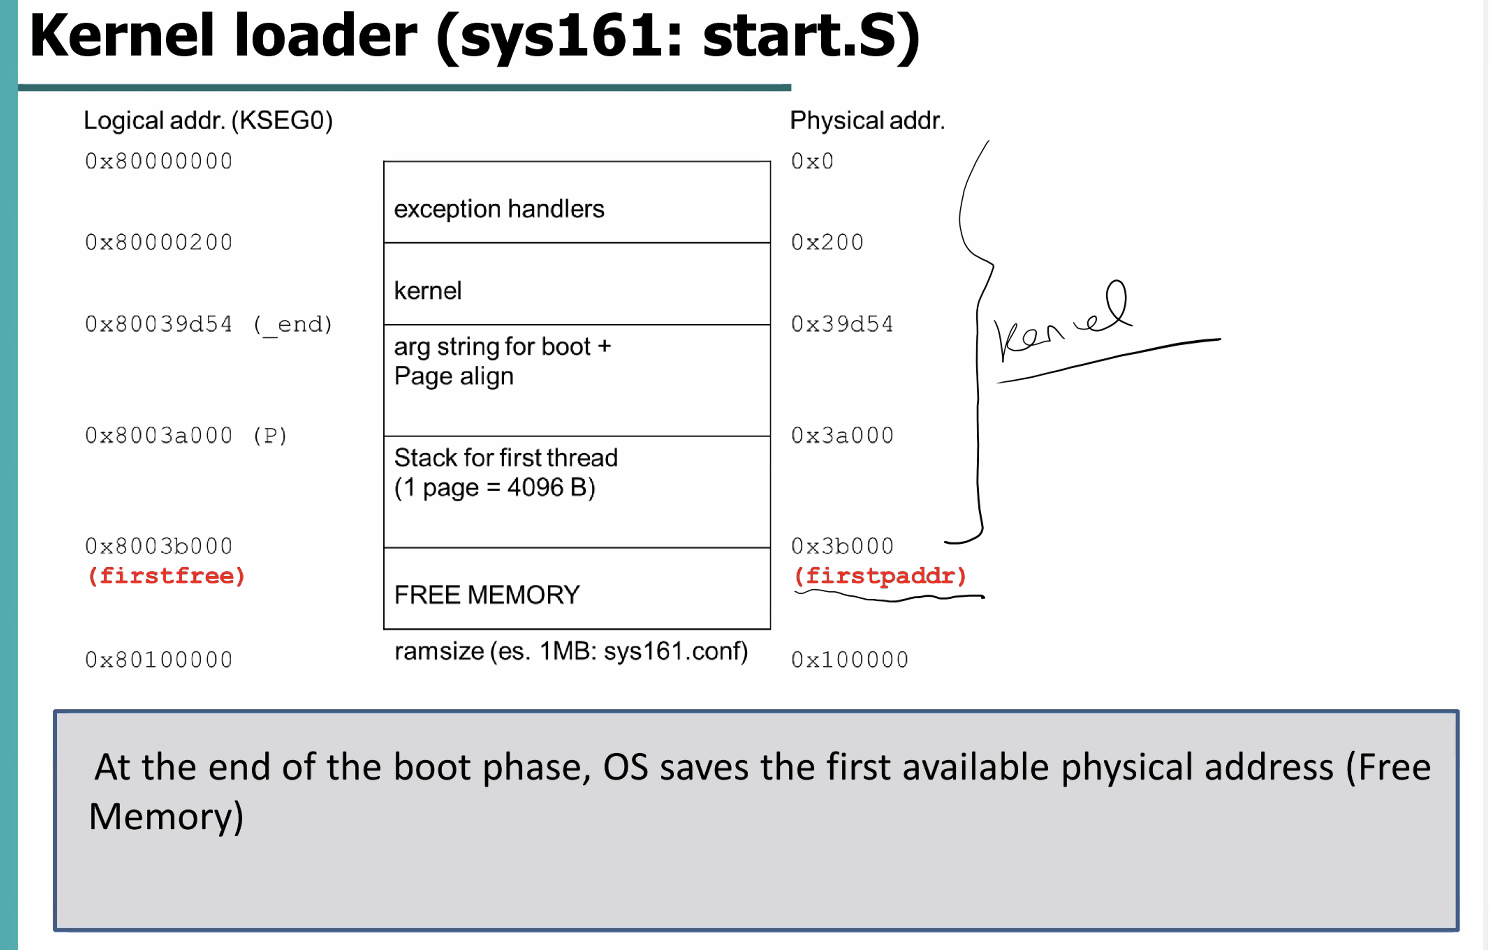 Kernel loader (sys161: start.S)
Logical addr. (KSEG0)
Physical addr.
0x80000000
0x0
exception handlers
0x80000200
0x200
kernel
0x80039d54 (_end)
0x39d54
arg string for boot +
Page align
0x8003a000 (P)
0x3a000
Stack for first thread
(1 page = 4096 B)
0x8003b000
(firstfree)
0x3b000
(firstpaddr)
FREE MEMORY
0x80100000
ramsize (es. 1MB: sys161.conf)
0x100000
Kernel
At the end of the boot phase, OS saves the first available physical address (Free
Memory)